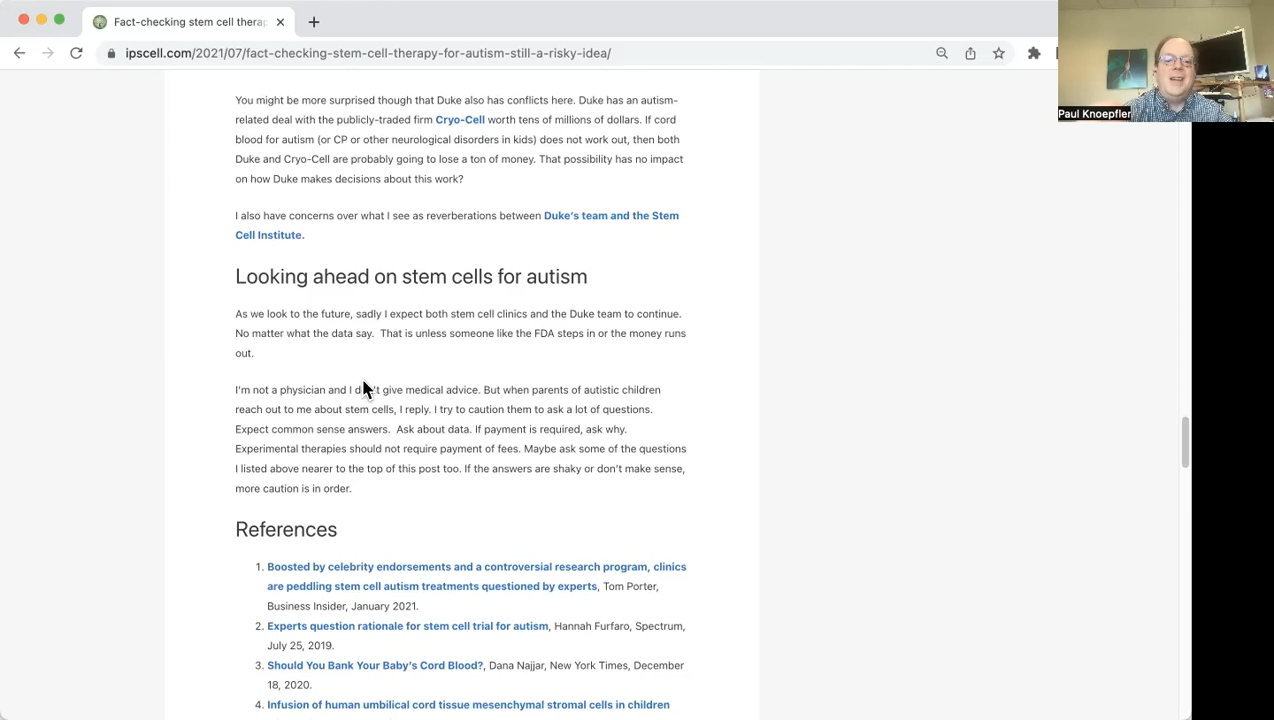 Fact-checking stem cell therap
ipscell.com/2021/07/fact-checking-stem-cell-therapy-for-autism-still-a-risky-idea/
Paul Knoepfler
You might be more surprised though that Duke also has conflicts here. Duke has an autism-
related deal with the publicly-traded firm Cryo-Cell worth tens of millions of dollars. If cord
blood for autism (or CP or other neurological disorders in kids) does not work out, then both
Duke and Cryo-Cell are probably going to lose a ton of money. That possibility has no impact
on how Duke makes decisions about this work?
I also have concerns over what I see as reverberations between Duke's team and the Stem
Cell Institute.
Looking ahead on stem cells for autism
As we look to the future, sadly I expect both stem cell clinics and the Duke team to continue.
No matter what the data say. That is unless someone like the FDA steps in or the money runs
out.
I'm not a physician and I give medical advice. But when parents of autistic children
reach out to me about stem cells, I reply. I try to caution them to ask a lot of questions.
Expect common sense answers. Ask about data. If payment is required, ask why.
Experimental therapies should not require payment of fees. Maybe ask some of the questions
I listed above nearer to the top of this post too. If the answers are shaky or don't make sense,
more caution is in order.
References
1. Boosted by celebrity endorsements and a controversial research program, clinics
are peddling stem cell autism treatments questioned by experts, Tom Porter,
Business Insider, January 2021.
2. Experts question rationale for stem cell trial for autism, Hannah Furfaro, Spectrum,
July 25, 2019.
3. Should You Bank Your Baby's Cord Blood?, Dana Najjar, New York Times, December
18, 2020.
4. Infusion of human umbilical cord tissue mesenchymal stromal cells in children